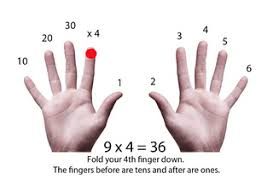 10
20
30
x 4
1
2
3
4
5
6
9 x 4 = 36
Fold your 4th finger down.
The fingers before are tens and after are ones.